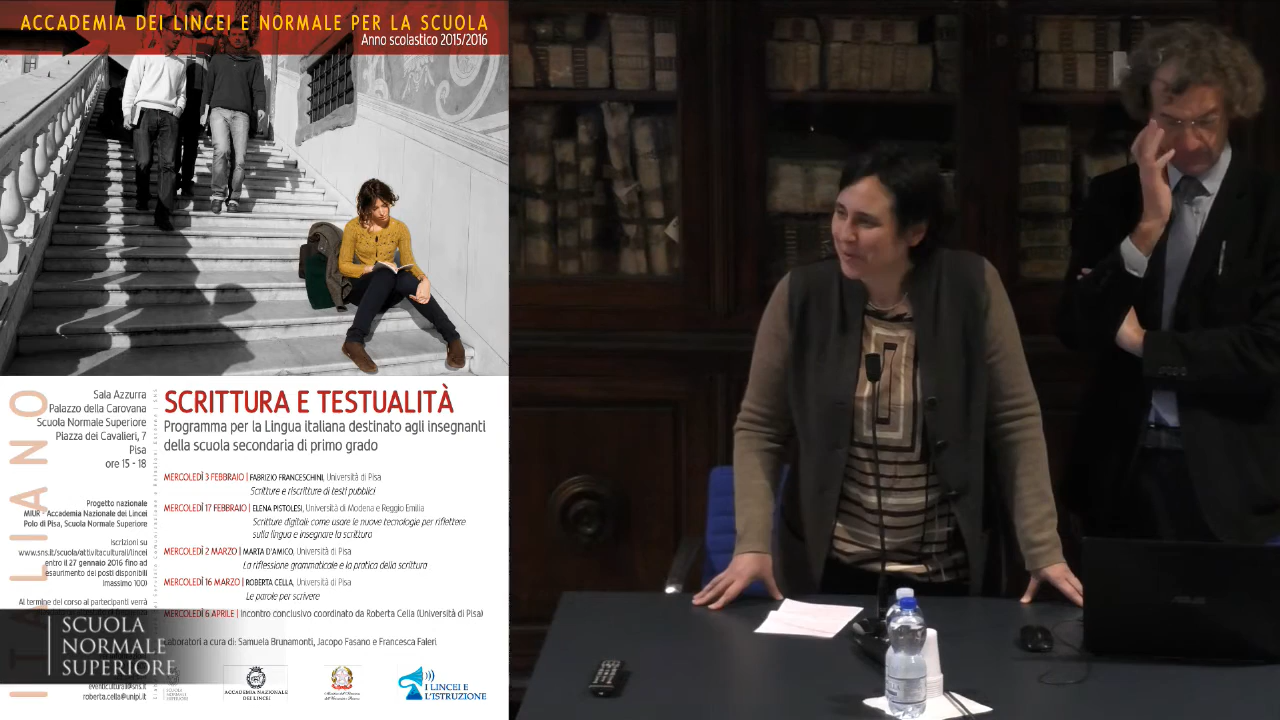 ACCADEMIA DEI LINCEI E NORMALE PER LA SCUOLA
Anno scolastico 2015/2016
ITALIANO
Sala Azzurra
Palazzo della Carovana
Scuola Normale Superiore
Piazza dei Cavalieri, 7
Pisa
ore 15 - 18
Progetto nazionale
MIUR - Accademia Nazionale dei Lincei
Polo di Pisa, Scuola Normale Superiore
Iscrizioni su
www.sns.it/scuola/attivitaculturali/lincei
entro il 27 gennaio 2016 fino ad
esaurimento dei posti disponibili
(massimo 100)
Al termine del corso ai partecipanti verrà
SCRITTURA E TESTUALITÀ
Programma per la Lingua italiana destinato agli insegnanti
della scuola secondaria di primo grado
MERCOLEDÌ 3 FEBBRAIO | FABRIZIO FRANCESCHINI, Università di Pisa
Scritture e riscritture di testi pubblici
MERCOLEDÌ 17 FEBBRAIO | ELENA PISTOLESI, Università di Modena e Reggio Emilia
Scritture digitali: come usare le nuove tecnologie per riflettere
sulla lingua e insegnare la scrittura
MERCOLEDÌ 2 MARZO | MARTA D'AMICO, Università di Pisa
La riflessione grammaticale e la pratica della scrittura
MERCOLEDÌ 16 MARZO | ROBERTA CELLA, Università di Pisa
Le parole per scrivere
MERCOLEDÌ 6 APRILE | Incontro conclusivo coordinato da Roberta Cella (Università di Pisa)
Laboratori a cura di: Samuela Brunamonti, Jacopo Fasano e Francesca Faleri
SCUOLA
NORMALE
SUPERIORE
eventiculturali@sns.it
roberta.cella@unipi.it
SCUOLA
NORMALE
SUPERIORE
ACCADEMIA NAZIONALE
DEI LINCEI
I LINCEI E
L'ISTRUZIONE
ASUS